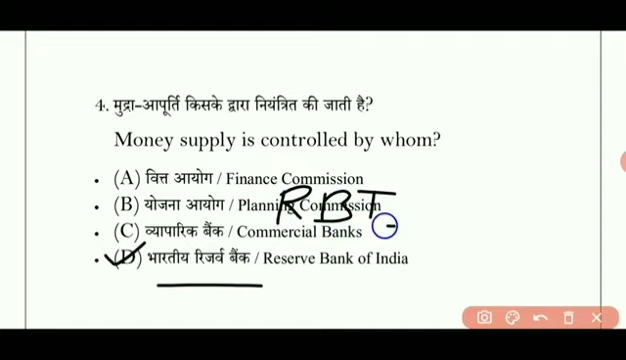 4. मुद्रा-आपूर्ति किसके द्वारा नियंत्रित की जाती है?
Money supply is controlled by whom?
• (A) वित्त आयोग / Finance Commission
• (B) योजना आयोग / Planning Commission
RBI
• (C) व्यापारिक बैंक / Commercial Banks
• (D) भारतीय रिजर्व बैंक / Reserve Bank of India